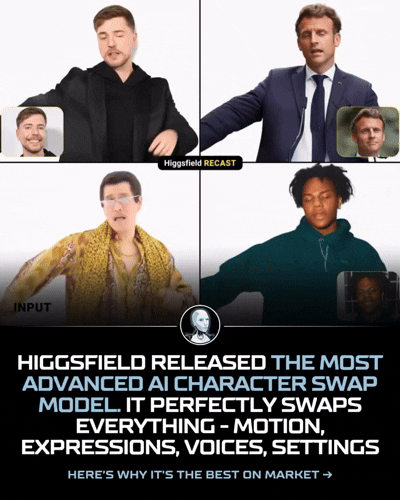 Higgsfield RECAST
INPUT
HIGGSFIELD RELEASED THE MOST
ADVANCED AI CHARACTER SWAP
MODEL. IT PERFECTLY SWAPS
EVERYTHING - MOTION,
EXPRESSIONS, VOICES, SETTINGS
HERE'S WHY IT'S THE BEST ON MARKET →